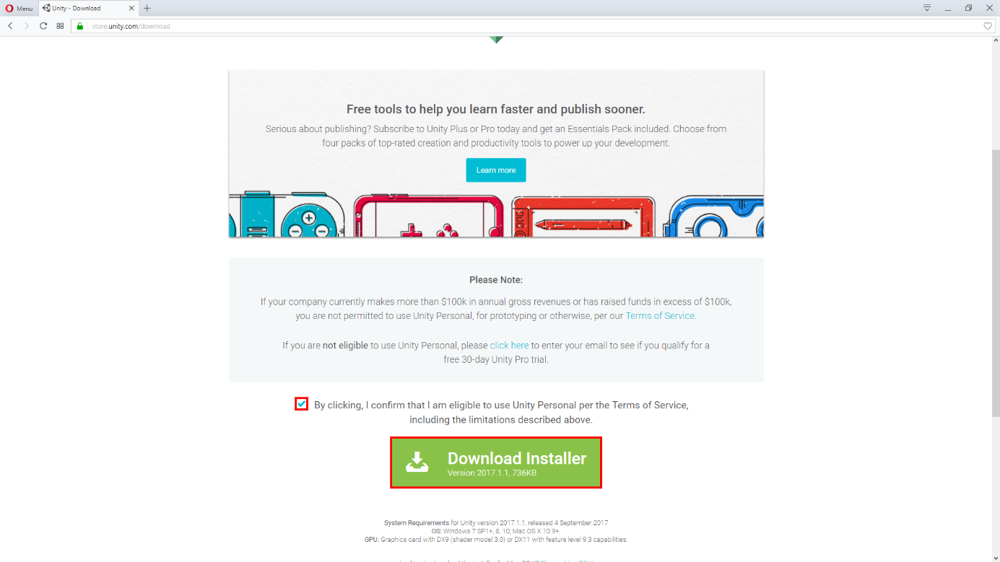 Menu
Unity - Download
store.unity.com/download
Free tools to help you learn faster and publish sooner.
Serious about publishing? Subscribe to Unity Plus or Pro today and get an Essentials Pack included. Choose from
four packs of top-rated creation and productivity tools to power up your development.
Learn more
Please Note:
If your company currently makes more than $100k in annual gross revenues or has raised funds in excess of $100k,
you are not permitted to use Unity Personal, for prototyping or otherwise, per our Terms of Service.
If you are not eligible to use Unity Personal, please click here to enter your email to see if you qualify for a
free 30-day Unity Pro trial.
By clicking, I confirm that I am eligible to use Unity Personal per the Terms of Service,
including the limitations described above.
Download Installer
Version 2017.1.1, 736KB
System Requirements for Unity version 2017.1.1, released 4 September 2017
OS: Windows 7 SP1+, 8, 10; Mac OS X 10.9+.
GPU: Graphics card with DX9 (shader model 3.0) or DX11 with feature level 9.3 capabilities.